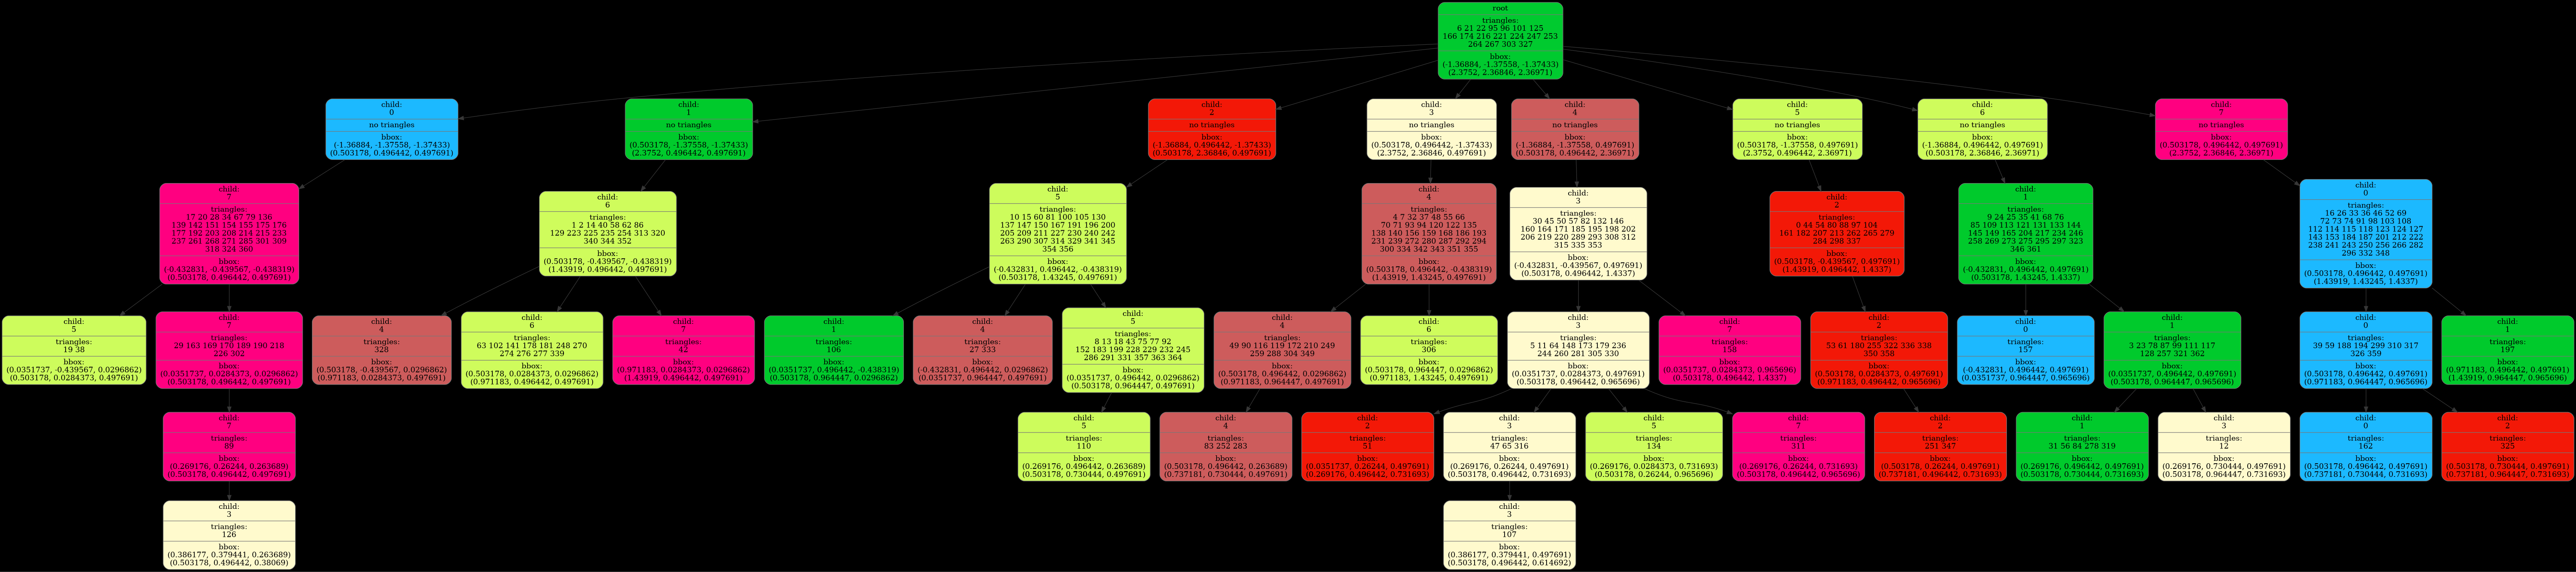 root
triangles:
6 21 22 95 96 101 125
166 174 216 221 224 247 253
264 267 303 327
bbox:
(-1.36884, -1.37558, -1.37433)
(2.3752, 2.36846, 2.36971)
child:
0
no triangles
bbox:
(-1.36884, -1.37558, -1.37433)
(0.503178, 0.496442, 0.497691)
child:
1
no triangles
bbox:
(0.503178, -1.37558, -1.37433)
(2.3752, 0.496442, 0.497691)
child:
2
no triangles
bbox:
(-1.36884, 0.496442, -1.37433)
(0.503178, 2.36846, 0.497691)
child:
3
no triangles
bbox:
(0.503178, 0.496442, -1.37433)
(2.3752, 2.36846, 0.497691)
child:
4
no triangles
bbox:
(-1.36884, -1.37558, 0.497691)
(0.503178, 0.496442, 2.36971)
child:
5
no triangles
bbox:
(0.503178, -1.37558, 0.497691)
(2.3752, 0.496442, 2.36971)
child:
6
no triangles
bbox:
(-1.36884, 0.496442, 0.497691)
(0.503178, 2.36846, 2.36971)
child:
7
no triangles
bbox:
(0.503178, 0.496442, 0.497691)
(2.3752, 2.36846, 2.36971)
child:
7
triangles:
17 20 28 34 67 79 136
139 142 151 154 155 175 176
177 192 203 208 214 215 233
237 261 268 271 285 301 309
318 324 360
bbox:
(-0.432831, -0.439567, -0.438319)
(0.503178, 0.496442, 0.497691)
child:
6
triangles:
1 2 14 40 58 62 86
129 223 225 235 254 313 320
340 344 352
bbox:
(0.503178, -0.439567, -0.438319)
(1.43919, 0.496442, 0.497691)
child:
5
triangles:
10 15 60 81 100 105 130
137 147 150 167 191 196 200
205 209 211 227 230 240 242
263 290 307 314 329 341 345
354 356
bbox:
(-0.432831, 0.496442, -0.438319)
(0.503178, 1.43245, 0.497691)
child:
4
triangles:
4 7 32 37 48 55 66
70 71 93 94 120 122 135
138 140 156 159 168 186 193
231 239 272 280 287 292 294
300 334 342 343 351 355
bbox:
(0.503178, 0.496442, -0.438319)
(1.43919, 1.43245, 0.497691)
child:
3
triangles:
30 45 50 57 82 132 146
160 164 171 185 195 198 202
206 219 220 289 293 308 312
315 335 353
bbox:
(-0.432831, -0.439567, 0.497691)
(0.503178, 0.496442, 1.4337)
child:
2
triangles:
0 44 54 80 88 97 104
161 182 207 213 262 265 279
284 298 337
bbox:
(0.503178, -0.439567, 0.497691)
(1.43919, 0.496442, 1.4337)
child:
1
triangles:
9 24 25 35 41 68 76
85 109 113 121 131 133 144
145 149 165 204 217 234 246
258 269 273 275 295 297 323
346 361
bbox:
(-0.432831, 0.496442, 0.497691)
(0.503178, 1.43245, 1.4337)
child:
0
triangles:
16 26 33 36 46 52 69
72 73 74 91 98 103 108
112 114 115 118 123 124 127
143 153 184 187 201 212 222
238 241 243 250 256 266 282
296 332 348
bbox:
(0.503178, 0.496442, 0.497691)
(1.43919, 1.43245, 1.4337)
child:
5
triangles:
19 38
bbox:
(0.0351737, -0.439567, 0.0296862)
(0.503178, 0.0284373, 0.497691)
child:
7
triangles:
29 163 169 170 189 190 218
226 302
bbox:
(0.0351737, 0.0284373, 0.0296862)
(0.503178, 0.496442, 0.497691)
child:
4
triangles:
328
bbox:
(0.503178, -0.439567, 0.0296862)
(0.971183, 0.0284373, 0.497691)
child:
6
triangles:
63 102 141 178 181 248 270
274 276 277 339
bbox:
(0.503178, 0.0284373, 0.0296862)
(0.971183, 0.496442, 0.497691)
child:
7
triangles:
42
bbox:
(0.971183, 0.0284373, 0.0296862)
(1.43919, 0.496442, 0.497691)
child:
1
triangles:
106
bbox:
(0.0351737, 0.496442, -0.438319)
(0.503178, 0.964447, 0.0296862)
child:
4
triangles:
27 333
bbox:
(-0.432831, 0.496442, 0.0296862)
(0.0351737, 0.964447, 0.497691)
child:
5
triangles:
8 13 18 43 75 77 92
152 183 199 228 229 232 245
286 291 331 357 363 364
bbox:
(0.0351737, 0.496442, 0.0296862)
(0.503178, 0.964447, 0.497691)
child:
4
triangles:
49 90 116 119 172 210 249
259 288 304 349
bbox:
(0.503178, 0.496442, 0.0296862)
(0.971183, 0.964447, 0.497691)
child:
6
triangles:
306
bbox:
(0.503178, 0.964447, 0.0296862)
(0.971183, 1.43245, 0.497691)
child:
3
triangles:
5 11 64 148 173 179 236
244 260 281 305 330
bbox:
(0.0351737, 0.0284373, 0.497691)
(0.503178, 0.496442, 0.965696)
child:
7
triangles:
158
bbox:
(0.0351737, 0.0284373, 0.965696)
(0.503178, 0.496442, 1.4337)
child:
2
triangles:
53 61 180 255 322 336 338
350 358
bbox:
(0.503178, 0.0284373, 0.497691)
(0.971183, 0.496442, 0.965696)
child:
0
triangles:
157
bbox:
(-0.432831, 0.496442, 0.497691)
(0.0351737, 0.964447, 0.965696)
child:
1
triangles:
3 23 78 87 99 111 117
128 257 321 362
bbox:
(0.0351737, 0.496442, 0.497691)
(0.503178, 0.964447, 0.965696)
child:
0
triangles:
39 59 188 194 299 310 317
326 359
bbox:
(0.503178, 0.496442, 0.497691)
(0.971183, 0.964447, 0.965696)
child:
1
triangles:
197
bbox:
(0.971183, 0.496442, 0.497691)
(1.43919, 0.964447, 0.965696)
child:
7
triangles:
89
bbox:
(0.269176, 0.26244, 0.263689)
(0.503178, 0.496442, 0.497691)
child:
5
triangles:
110
bbox:
(0.269176, 0.496442, 0.263689)
(0.503178, 0.730444, 0.497691)
child:
4
triangles:
83 252 283
bbox:
(0.503178, 0.496442, 0.263689)
(0.737181, 0.730444, 0.497691)
child:
2
triangles:
51
bbox:
(0.0351737, 0.26244, 0.497691)
(0.269176, 0.496442, 0.731693)
child:
3
triangles:
47 65 316
bbox:
(0.269176, 0.26244, 0.497691)
(0.503178, 0.496442, 0.731693)
child:
5
triangles:
134
bbox:
(0.269176, 0.0284373, 0.731693)
(0.503178, 0.26244, 0.965696)
child:
7
triangles:
311
bbox:
(0.269176, 0.26244, 0.731693)
(0.503178, 0.496442, 0.965696)
child:
2
triangles:
251 347
bbox:
(0.503178, 0.26244, 0.497691)
(0.737181, 0.496442, 0.731693)
child:
1
triangles:
31 56 84 278 319
bbox:
(0.269176, 0.496442, 0.497691)
(0.503178, 0.730444, 0.731693)
child:
3
triangles:
12
bbox:
(0.269176, 0.730444, 0.497691)
(0.503178, 0.964447, 0.731693)
child:
0
triangles:
162
bbox:
(0.503178, 0.496442, 0.497691)
(0.737181, 0.730444, 0.731693)
child:
2
triangles:
325
bbox:
(0.503178, 0.730444, 0.497691)
(0.737181, 0.964447, 0.731693)
child:
3
triangles:
126
bbox:
(0.386177, 0.379441, 0.263689)
(0.503178, 0.496442, 0.38069)
child:
3
triangles:
107
bbox:
(0.386177, 0.379441, 0.497691)
(0.503178, 0.496442, 0.614692)